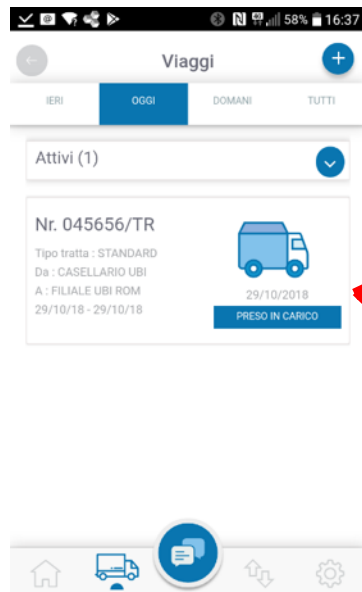 58% 16:37
Viaggi
IERI OGGI DOMANI TUTTI
Attivi (1)
Nr. 045656/TR
Tipo tratta : STANDARD
Da : CASELLARIO UBI
A : FILIALE UBI ROM
29/10/18 - 29/10/18
29/10/2018
PRESO IN CARICO